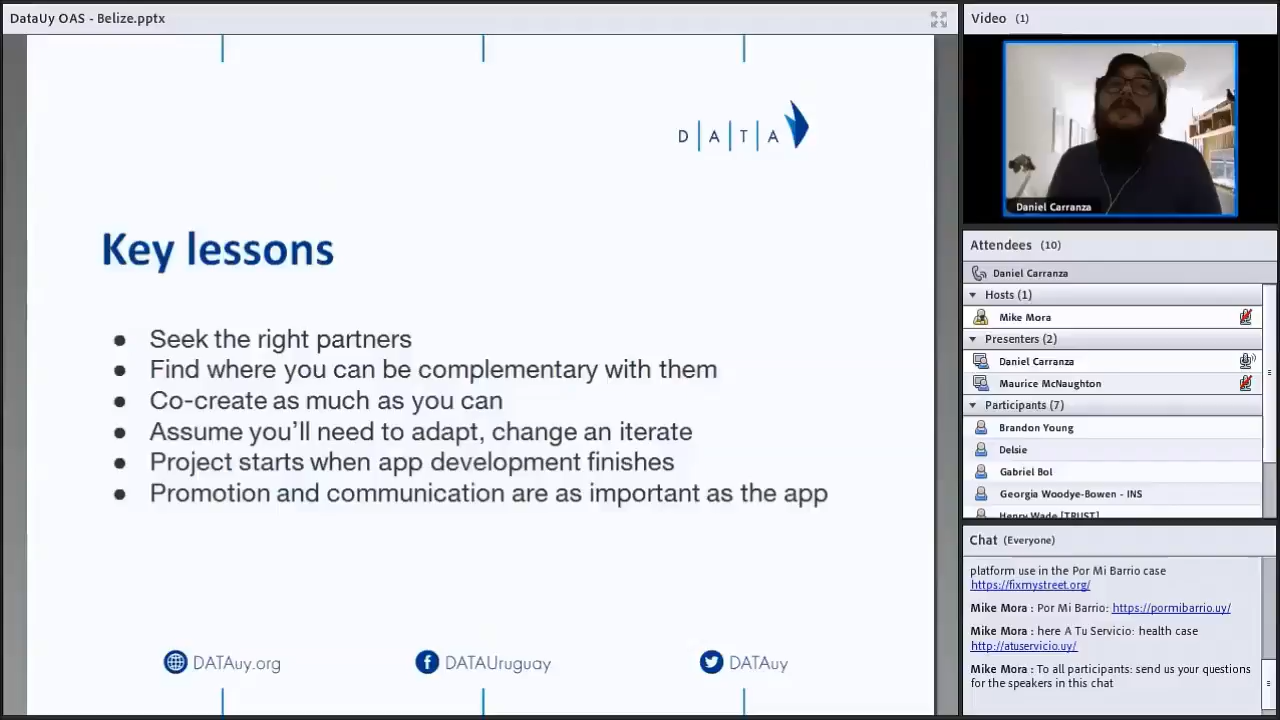 DataUy OAS - Belize.pptx
D A T A
Key lessons
● Seek the right partners
● Find where you can be complementary with them
● Co-create as much as you can
● Assume you'll need to adapt, change an iterate
● Project starts when app development finishes
● Promotion and communication are as important as the app
DATAuy.org
DATAUruguay
DATAuy
Video (1)
Daniel Carranza
Attendees (10)
Daniel Carranza
Hosts (1)
Mike Mora
Presenters (2)
Daniel Carranza
Maurice McNaughton
Participants (7)
Brandon Young
Delsie
Gabriel Bol
Georgia Woodye-Bowen - INS
Henry Wade [TRUST]
Chat (Everyone)
platform use in the Por Mi Barrio case
https://fixmystreet.org/
Mike Mora : Por Mi Barrio: https://pormibarrio.uy/
Mike Mora : here A Tu Servicio: health case
http://atuservicio.uy/
Mike Mora : To all participants: send us your questions
for the speakers in this chat